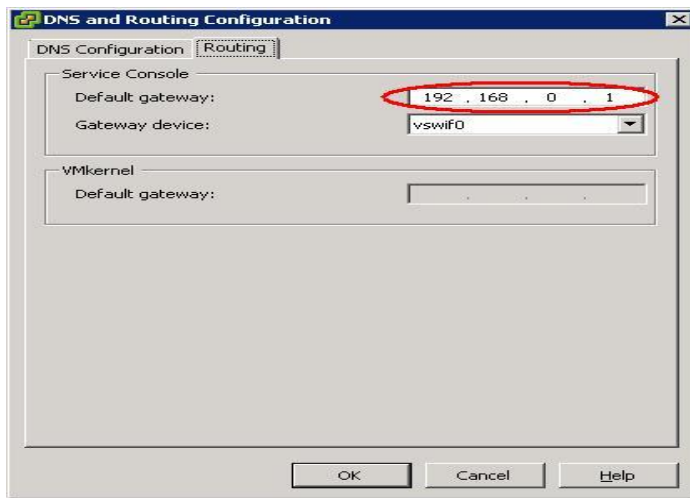 DNS and Routing Configuration
DNS Configuration Routing
Service Console
Default gateway: 192 . 168 . 0 . 1
Gateway device: vswif0
VMkernel
Default gateway: . . .
OK Cancel Help